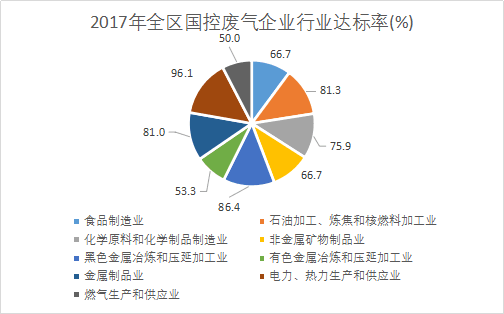 2017年全区国控废气企业行业达标率(%)
50.0
66.7
96.1
81.3
81.0
75.9
53.3
66.7
86.4
食品制造业
石油加工、炼焦和核燃料加工业
化学原料和化学制品制造业
非金属矿物制品业
黑色金属冶炼和压延加工业
有色金属冶炼和压延加工业
金属制品业
电力、热力生产和供应业
燃气生产和供应业